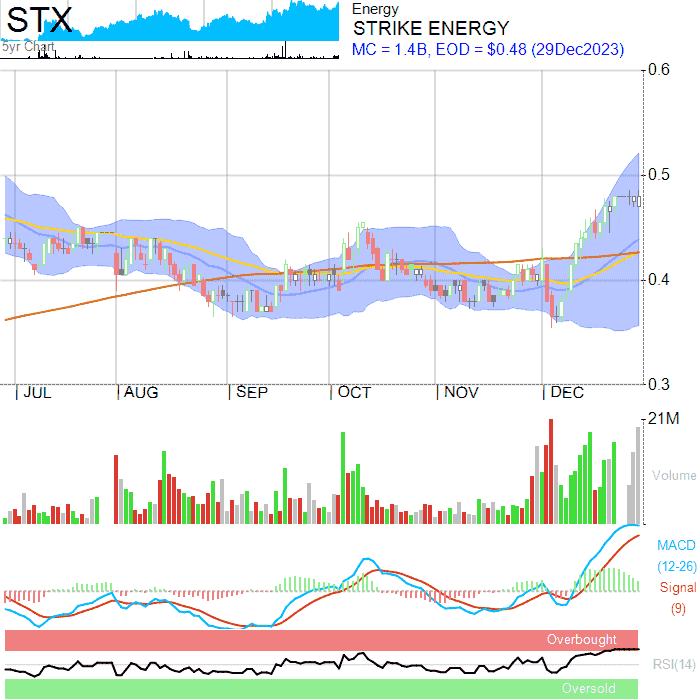 STX
5yr Chart
Energy
STRIKE ENERGY
MC = 1.4B, EOD = $0.48 (29Dec2023)
0.6
0.5
0.4
0.3
JUL AUG SEP OCT NOV DEC
21M
Volume
MACD
(12-26)
Signal
(9)
Overbought
RSI(14)
Oversold